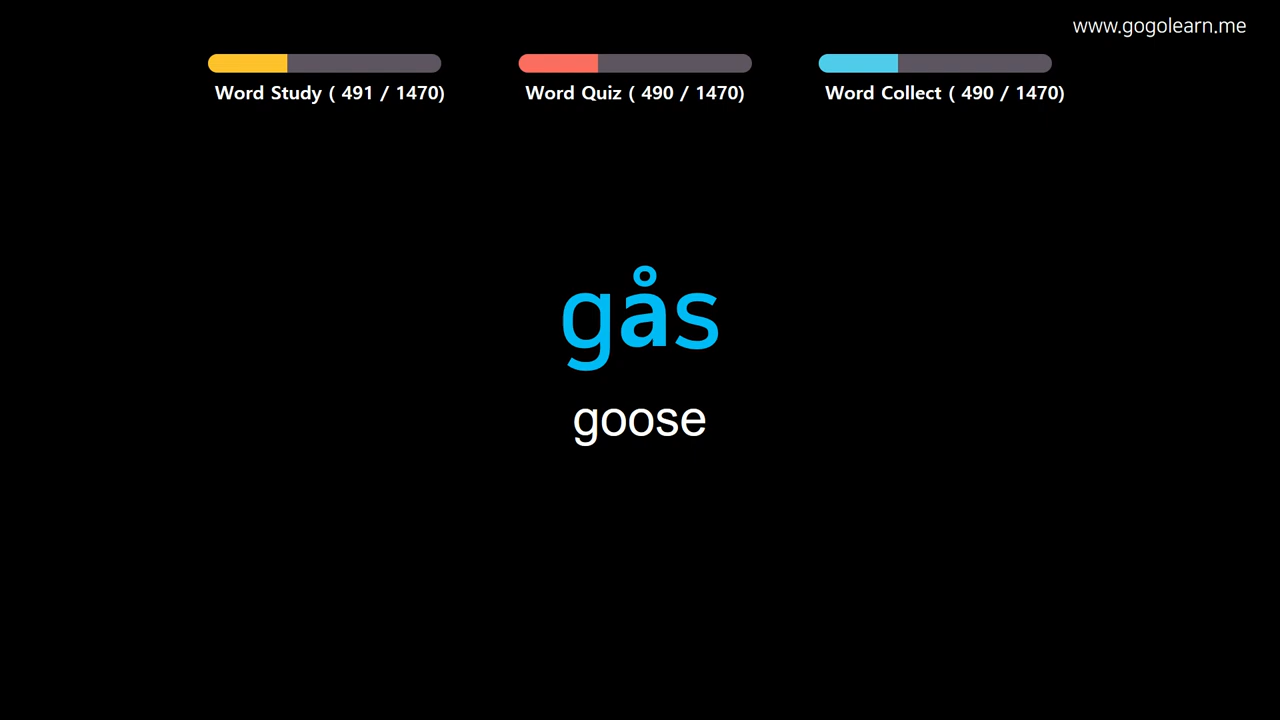 www.gogolearn.me
Word Study ( 491 / 1470)
Word Quiz ( 490 / 1470)
Word Collect ( 490 / 1470)
gås
goose